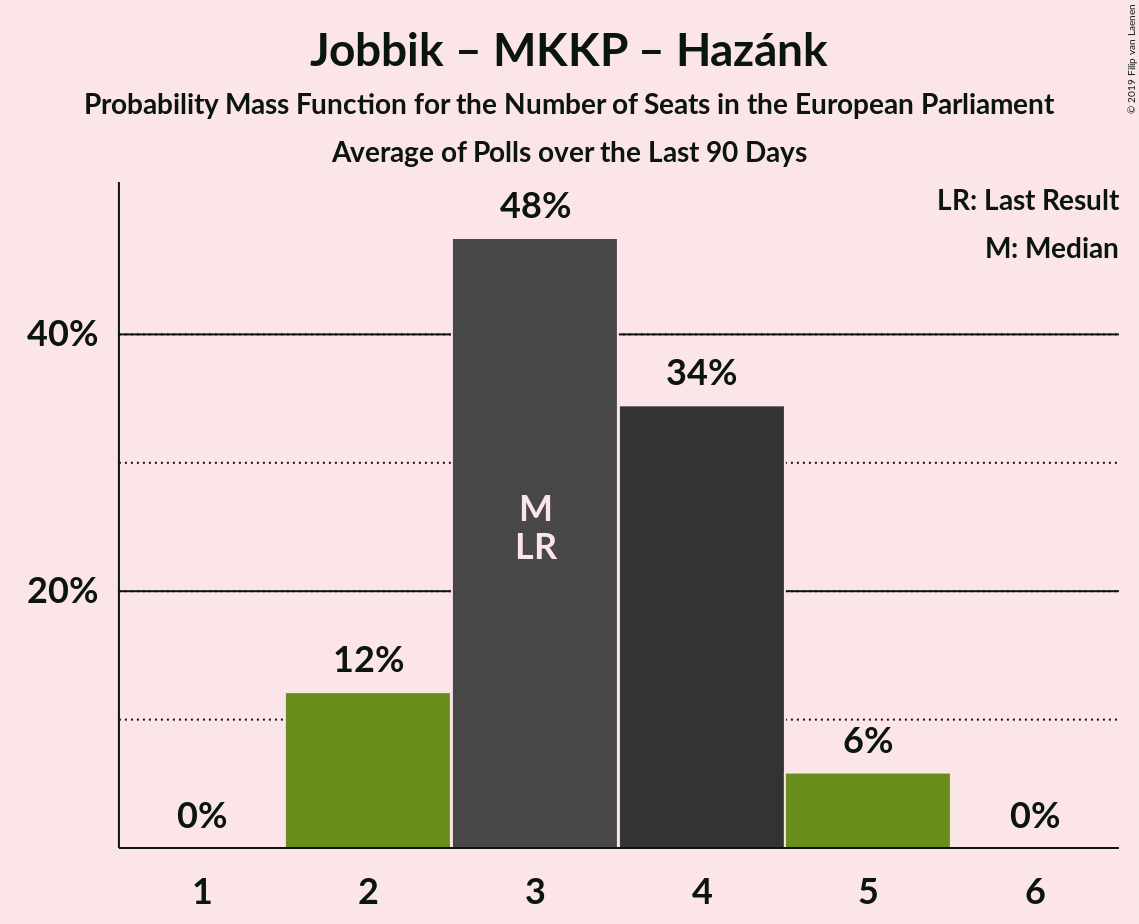 Jobbik – MKKP – Hazánk
Probability Mass Function for the Number of Seats in the European Parliament
Average of Polls over the Last 90 Days
© 2019 Filip van Laenen
LR: Last Result
M: Median
48%
40%
34%
M
LR
20%
12%
6%
0%
0%
1 2 3 4 5 6